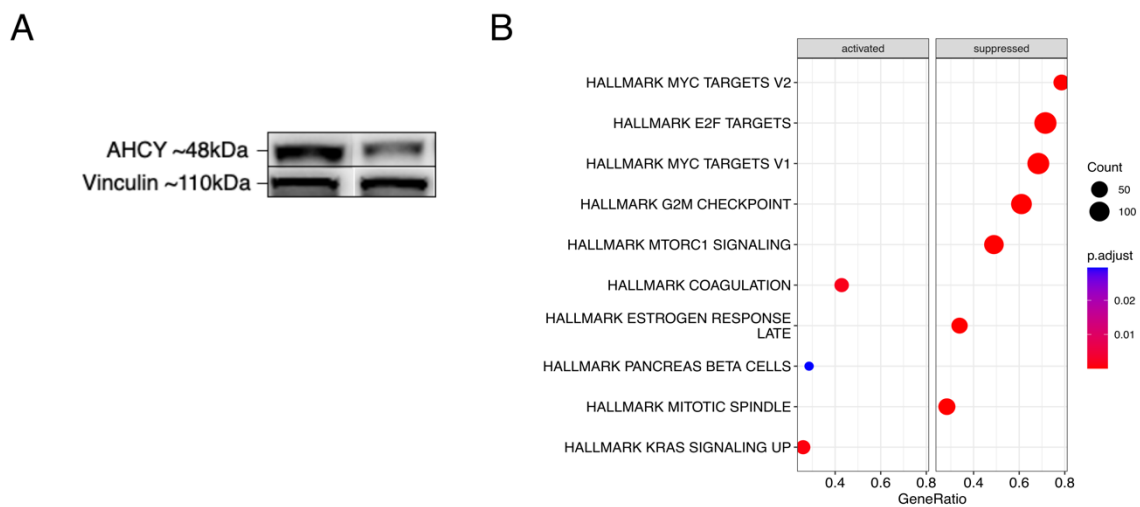 A
B
AHCY ~48kDa
Vinculin ~110kDa
activated
suppressed
HALLMARK MYC TARGETS V2
HALLMARK E2F TARGETS
HALLMARK MYC TARGETS V1
HALLMARK G2M CHECKPOINT
HALLMARK MTORC1 SIGNALING
HALLMARK COAGULATION
HALLMARK ESTROGEN RESPONSE
LATE
HALLMARK PANCREAS BETA CELLS
HALLMARK MITOTIC SPINDLE
HALLMARK KRAS SIGNALING UP
0.4 0.6 0.8 0.4 0.6 0.8
GeneRatio
Count
50
100
p.adjust
0.02
0.01